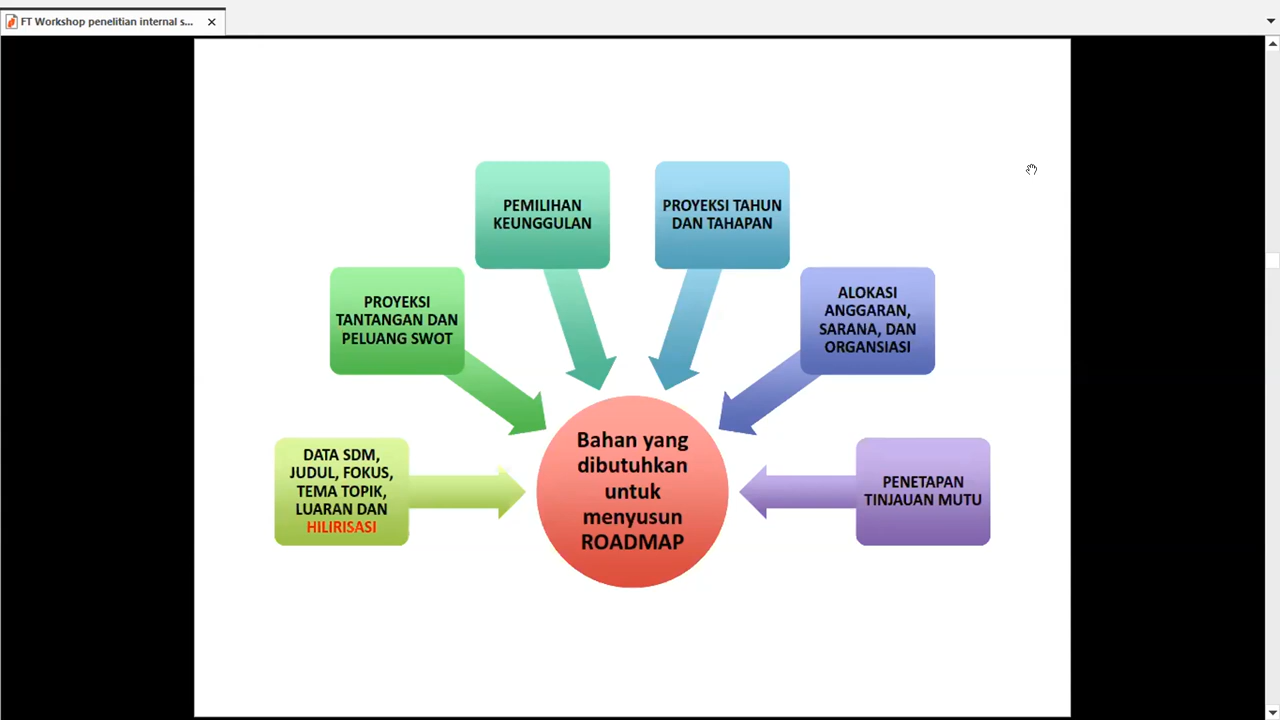 FT Workshop penelitian internal s...
PEMILIHAN
KEUNGGULAN
PROYEKSI TAHUN
DAN TAHAPAN
PROYEKSI
TANTANGAN DAN
PELUANG SWOT
ALOKASI
ANGGARAN,
SARANA, DAN
ORGANSIASI
DATA SDM,
JUDUL, FOKUS,
TEMA TOPIK,
LUARAN DAN
HILIRISASI
Bahan yang
dibutuhkan
untuk
menyusun
ROADMAP
PENETAPAN
TINJAUAN MUTU